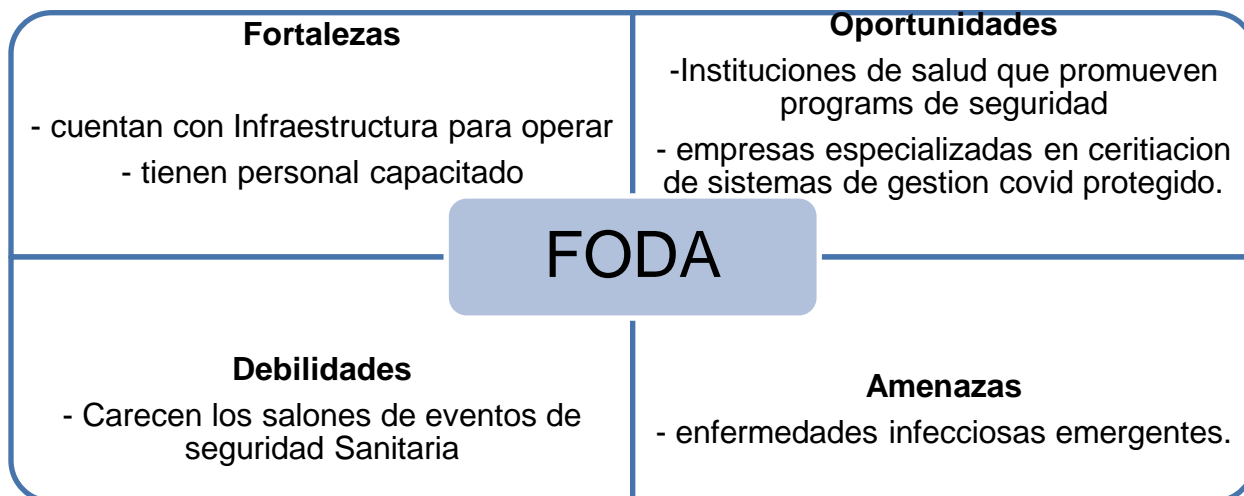 Fortalezas
- cuentan con Infraestructura para operar
- tienen personal capacitado
Oportunidades
-Instituciones de salud que promueven
programs de seguridad
- empresas especializadas en ceritiacion
de sistemas de gestion covid protegido.
FODA
Debilidades
- Carecen los salones de eventos de
seguridad Sanitaria
Amenazas
- enfermedades infecciosas emergentes.